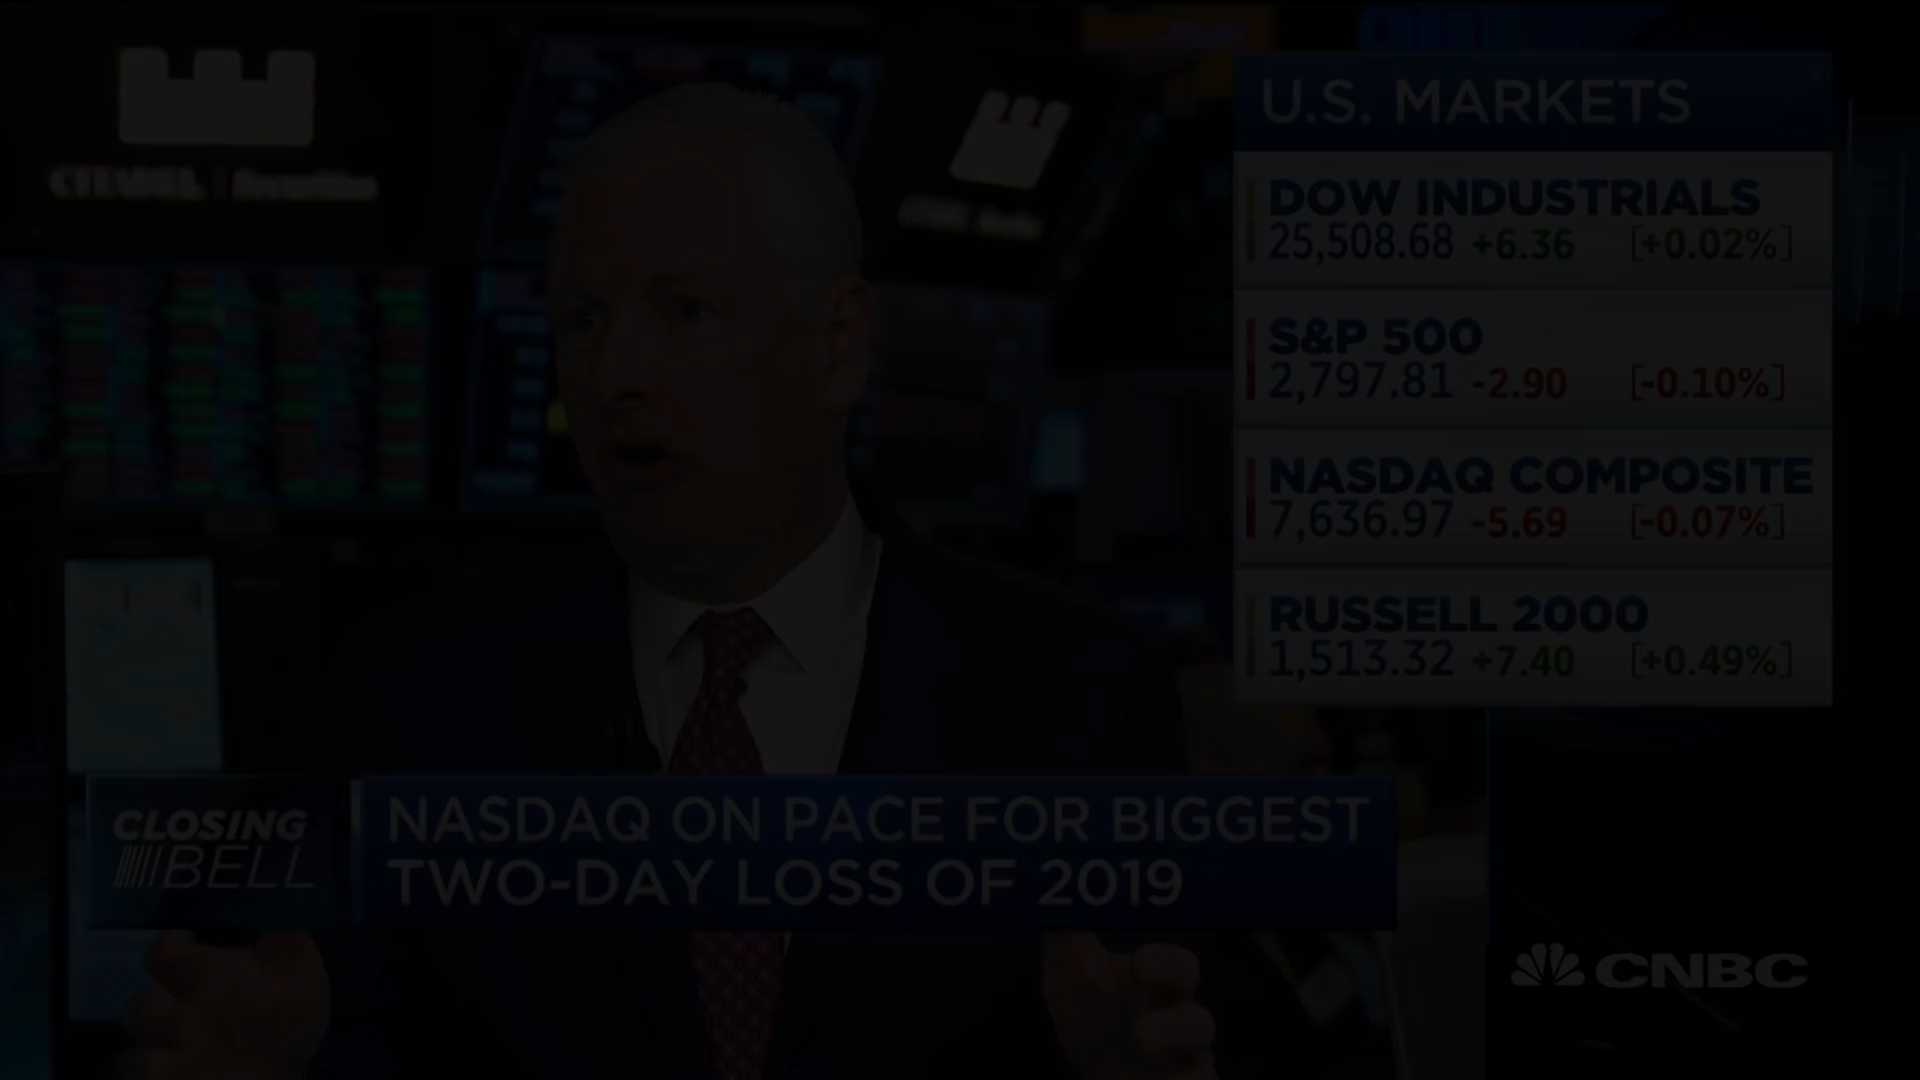 CITADEL | Securities
U.S. MARKETS
DOW INDUSTRIALS
25,508.68 +6.36 [+0.02%]
S&P 500
2,797.81 -2.90 [-0.10%]
NASDAQ COMPOSITE
7,636.97 -5.69 [-0.07%]
RUSSELL 2000
1,513.32 +7.40 [+0.49%]
CLOSING
BELL
NASDAQ ON PACE FOR BIGGEST
TWO-DAY LOSS OF 2019
CNBC